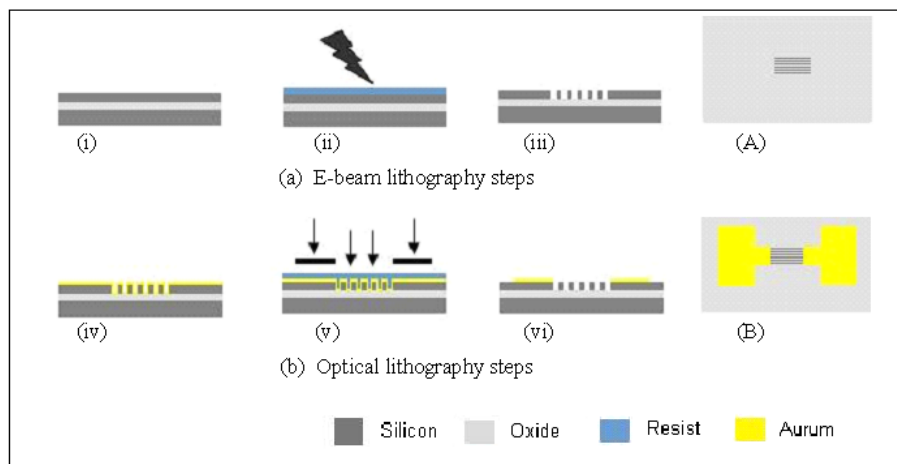 (i) (ii) (iii) (A)
(a) E-beam lithography steps
(iv) (v) (vi) (B)
(b) Optical lithography steps
Silicon Oxide Resist Aurum